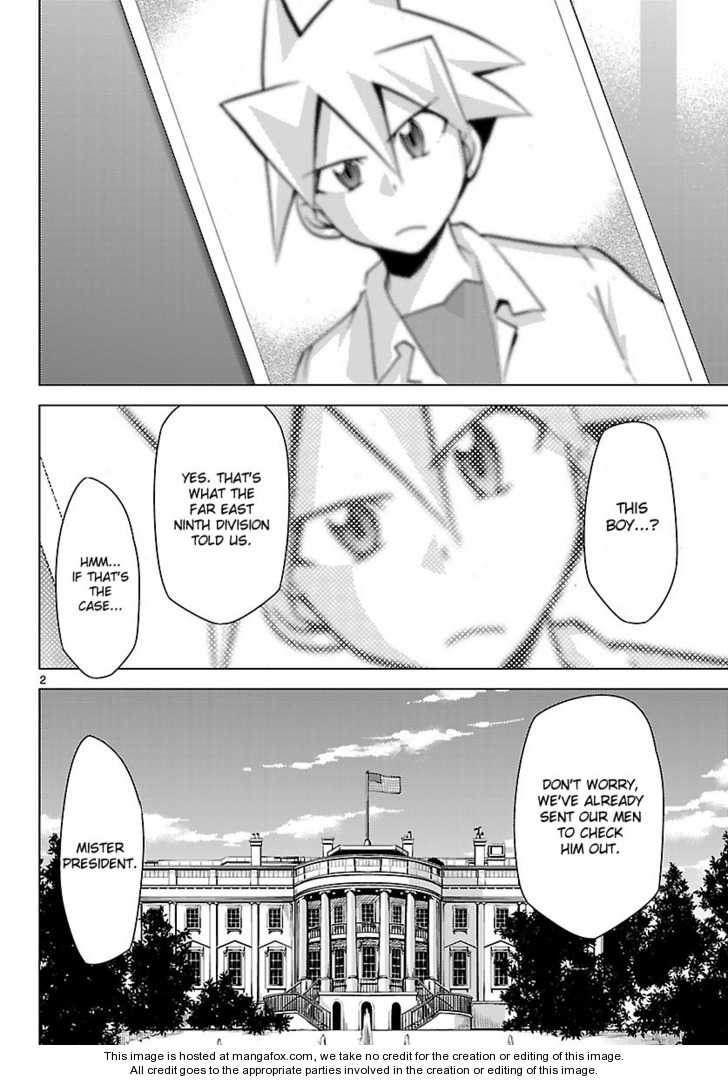 THIS
BOY...?
YES. THAT'S
WHAT THE
FAR EAST
NINTH DIVISION
TOLD US.
HMM...
IF THAT'S
THE
CASE...
2
DON'T WORRY,
WE'VE ALREADY
SENT OUR MEN
TO CHECK
HIM OUT.
MISTER
PRESIDENT.
This image is hosted at mangafox.com, we take no credit for the creation or editing of this image.
All credit goes to the appropriate parties involved in the creation or editing of this image.